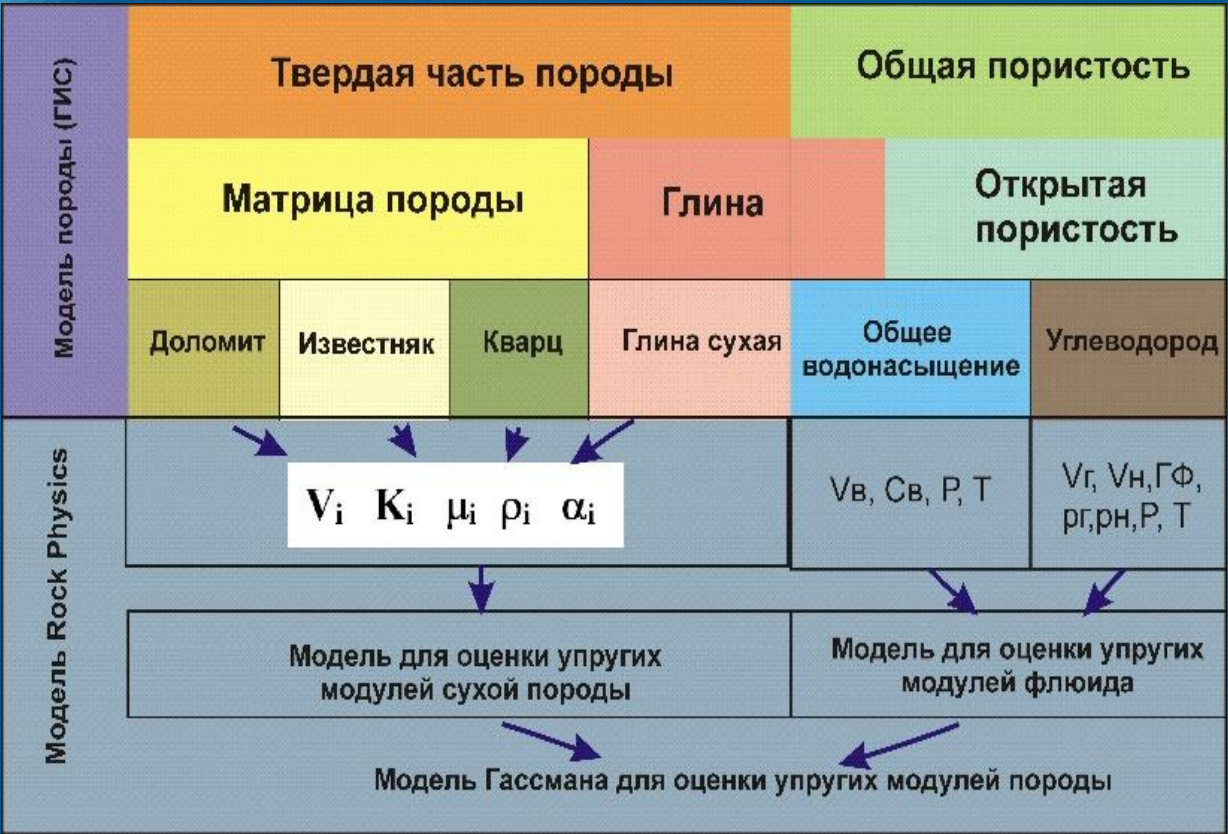 Модель породы (ГИС)
Твердая часть породы
Общая пористость
Матрица породы
Глина
Открытая
пористость
Доломит
Известняк
Кварц
Глина сухая
Общее
водонасыщение
Углеводород
Модель Rock Physics
Vi Ki μi ρi αi
Vв, Св, Р, Т
Vг, Vн,ГФ,
рг,рн,Р, Т
Модель для оценки упругих
модулей сухой породы
Модель для оценки упругих
модулей флюида
Модель Гассмана для оценки упругих модулей породы